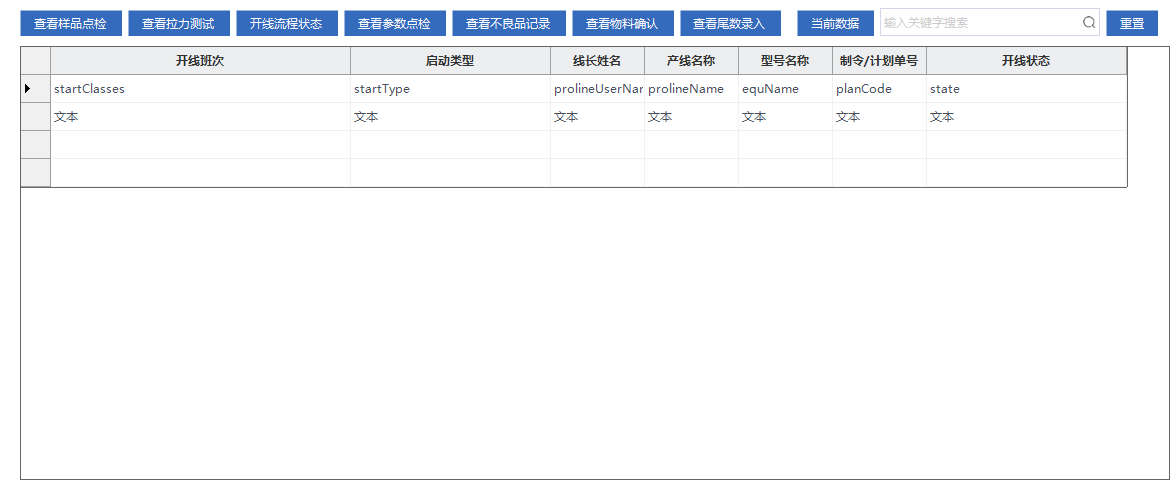 查看样品点检 查看拉力测试 开线流程状态 查看参数点检 查看不良品记录 查看物料确认 查看尾数录入 当前数据 输入关键字搜索 重置
开线班次 启动类型 线长姓名 产线名称 型号名称 制令/计划单号 开线状态
startClasses startType prolineUserNar prolineName equName planCode state
文本 文本 文本 文本 文本 文本 文本